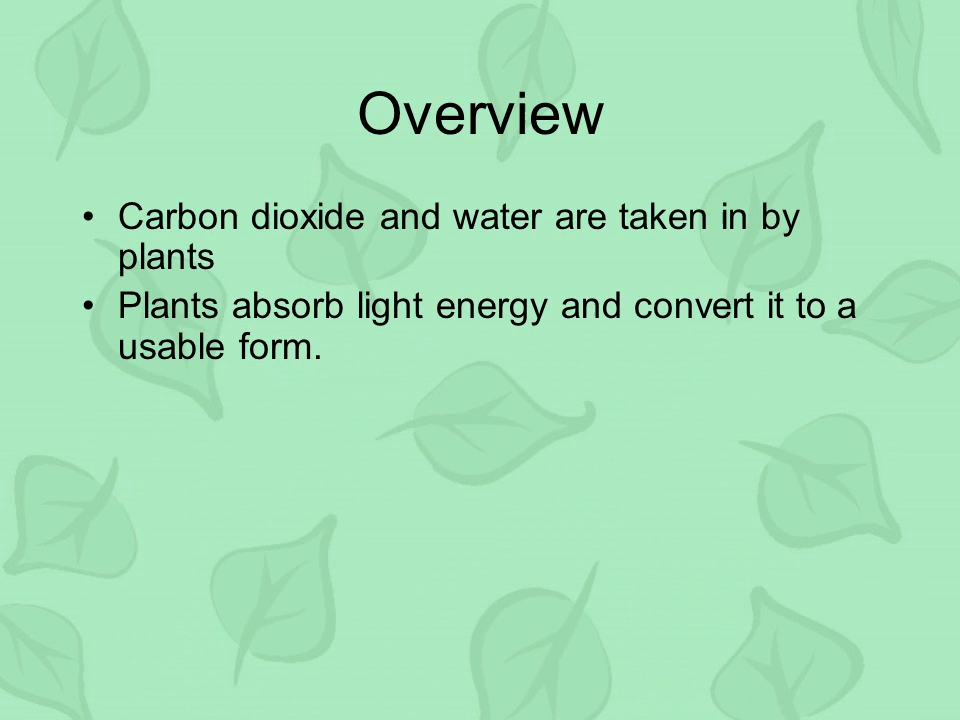 Overview
• Carbon dioxide and water are taken in by
plants
• Plants absorb light energy and convert it to a
usable form.